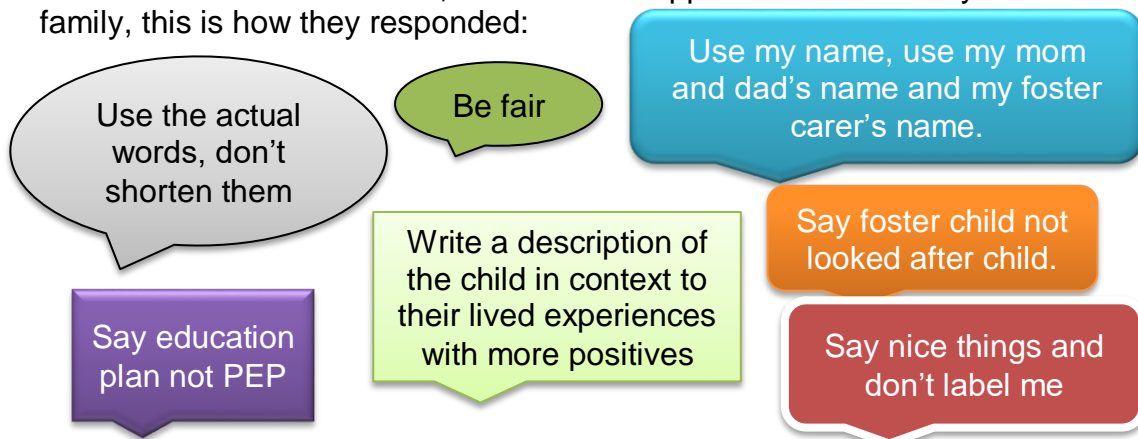 family, this is how they responded:
Use the actual
words, don’t
shorten them
Be fair
Use my name, use my mom
and dad’s name and my foster
carer’s name.
Say foster child not
looked after child.
Write a description of
the child in context to
their lived experiences
with more positives
Say education
plan not PEP
Say nice things and
don’t label me